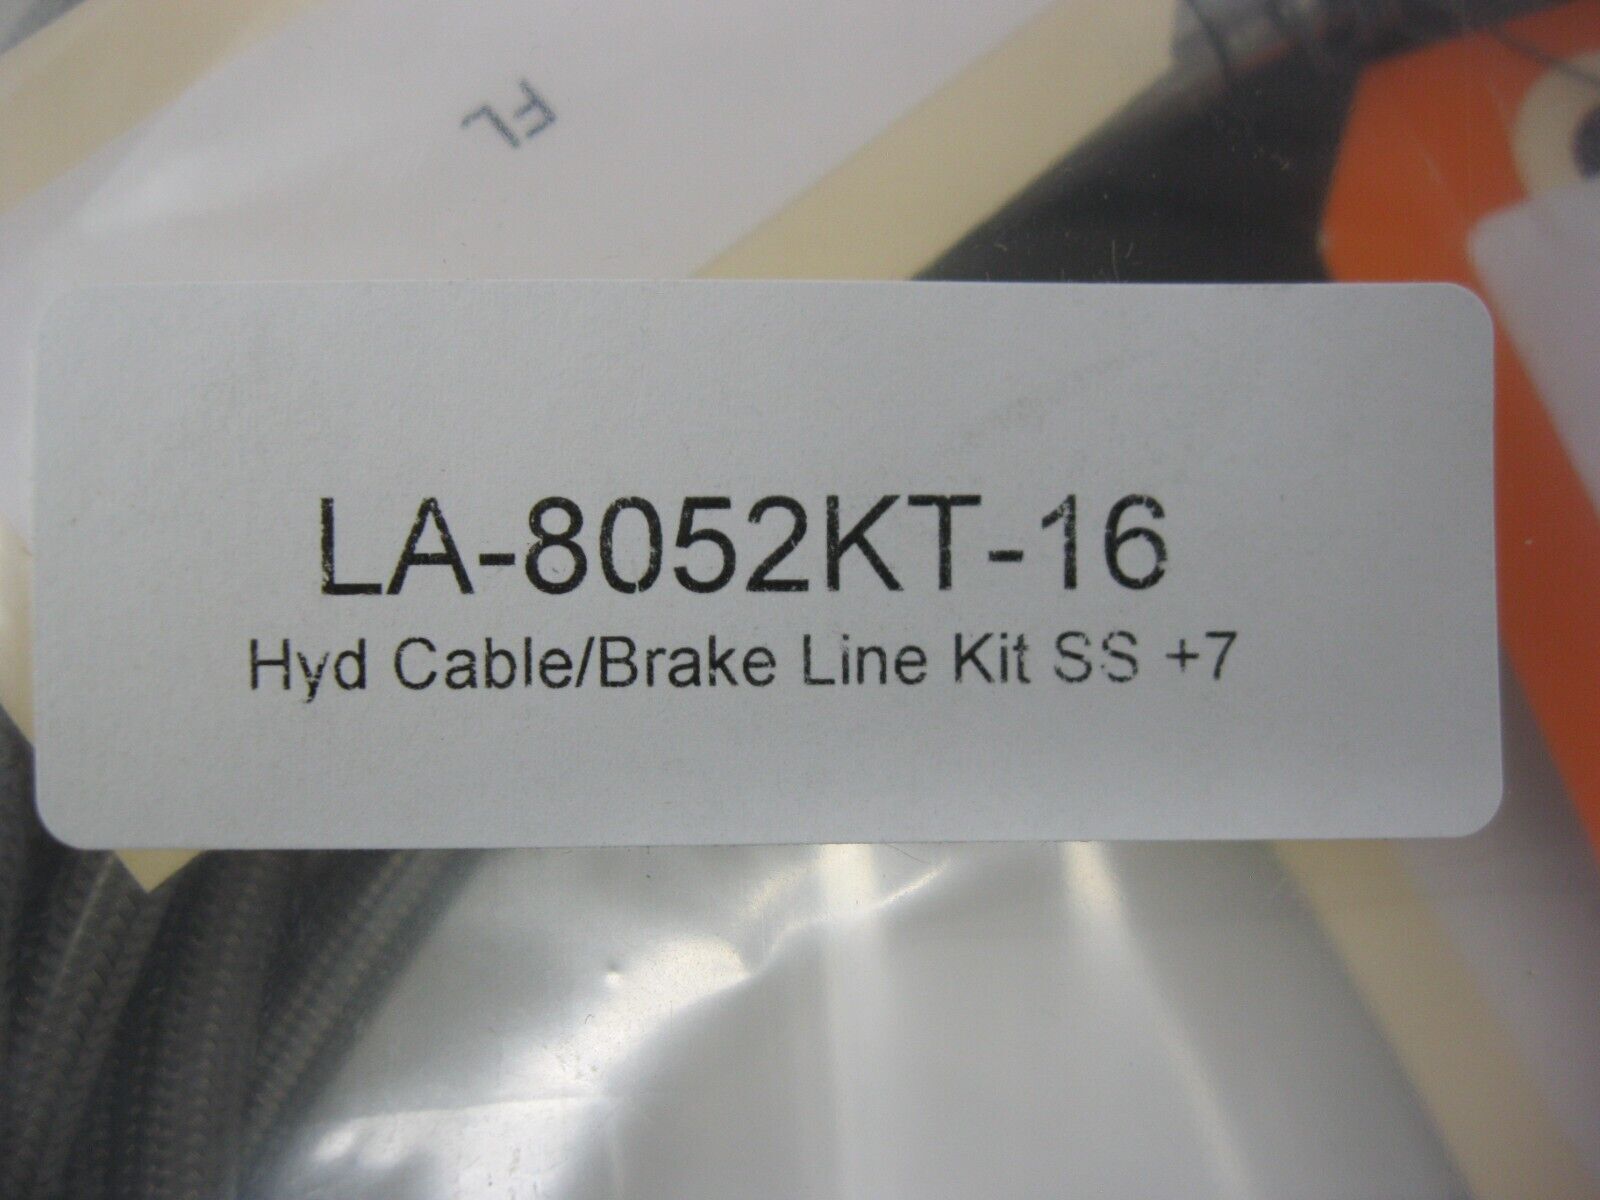 FL
LA-8052KT-16
Hyd Cable/Brake Line Kit SS +7